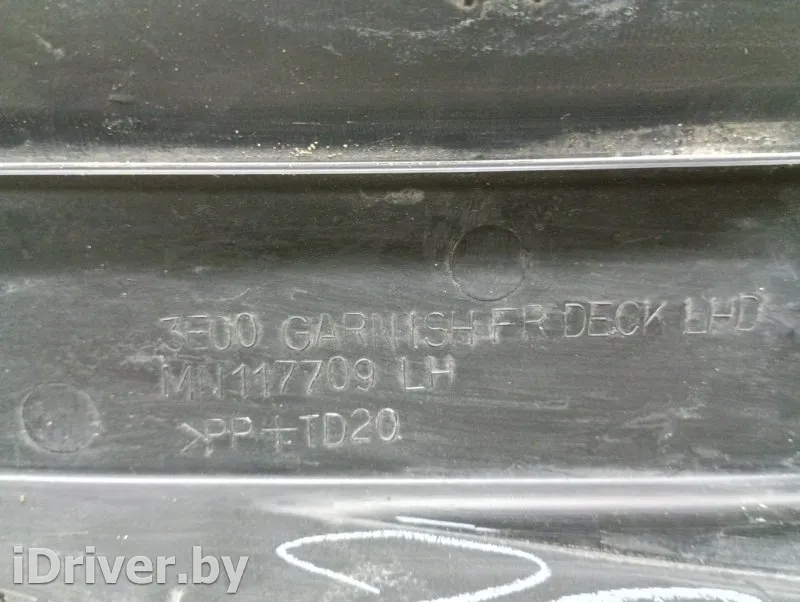 3E00 GARNISH FR DECK LHD
MN117709 LH
>PP+TD20
iDriver.by